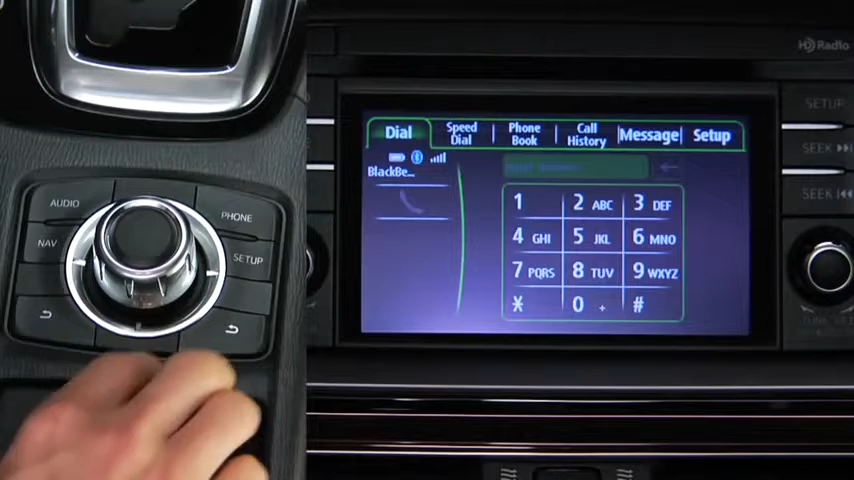 AUDIO
PHONE
NAV
SETUP
HD Radio
SETUP
SEEK
SEEK
Dial
Speed
Dial
Phone
Book
Call
History
Message
Setup
BlackBe...
1
2 ABC
3 DEF
4 GHI
5 JKL
6 MNO
7 PQRS
8 TUV
9 WXYZ
*
0 +
#